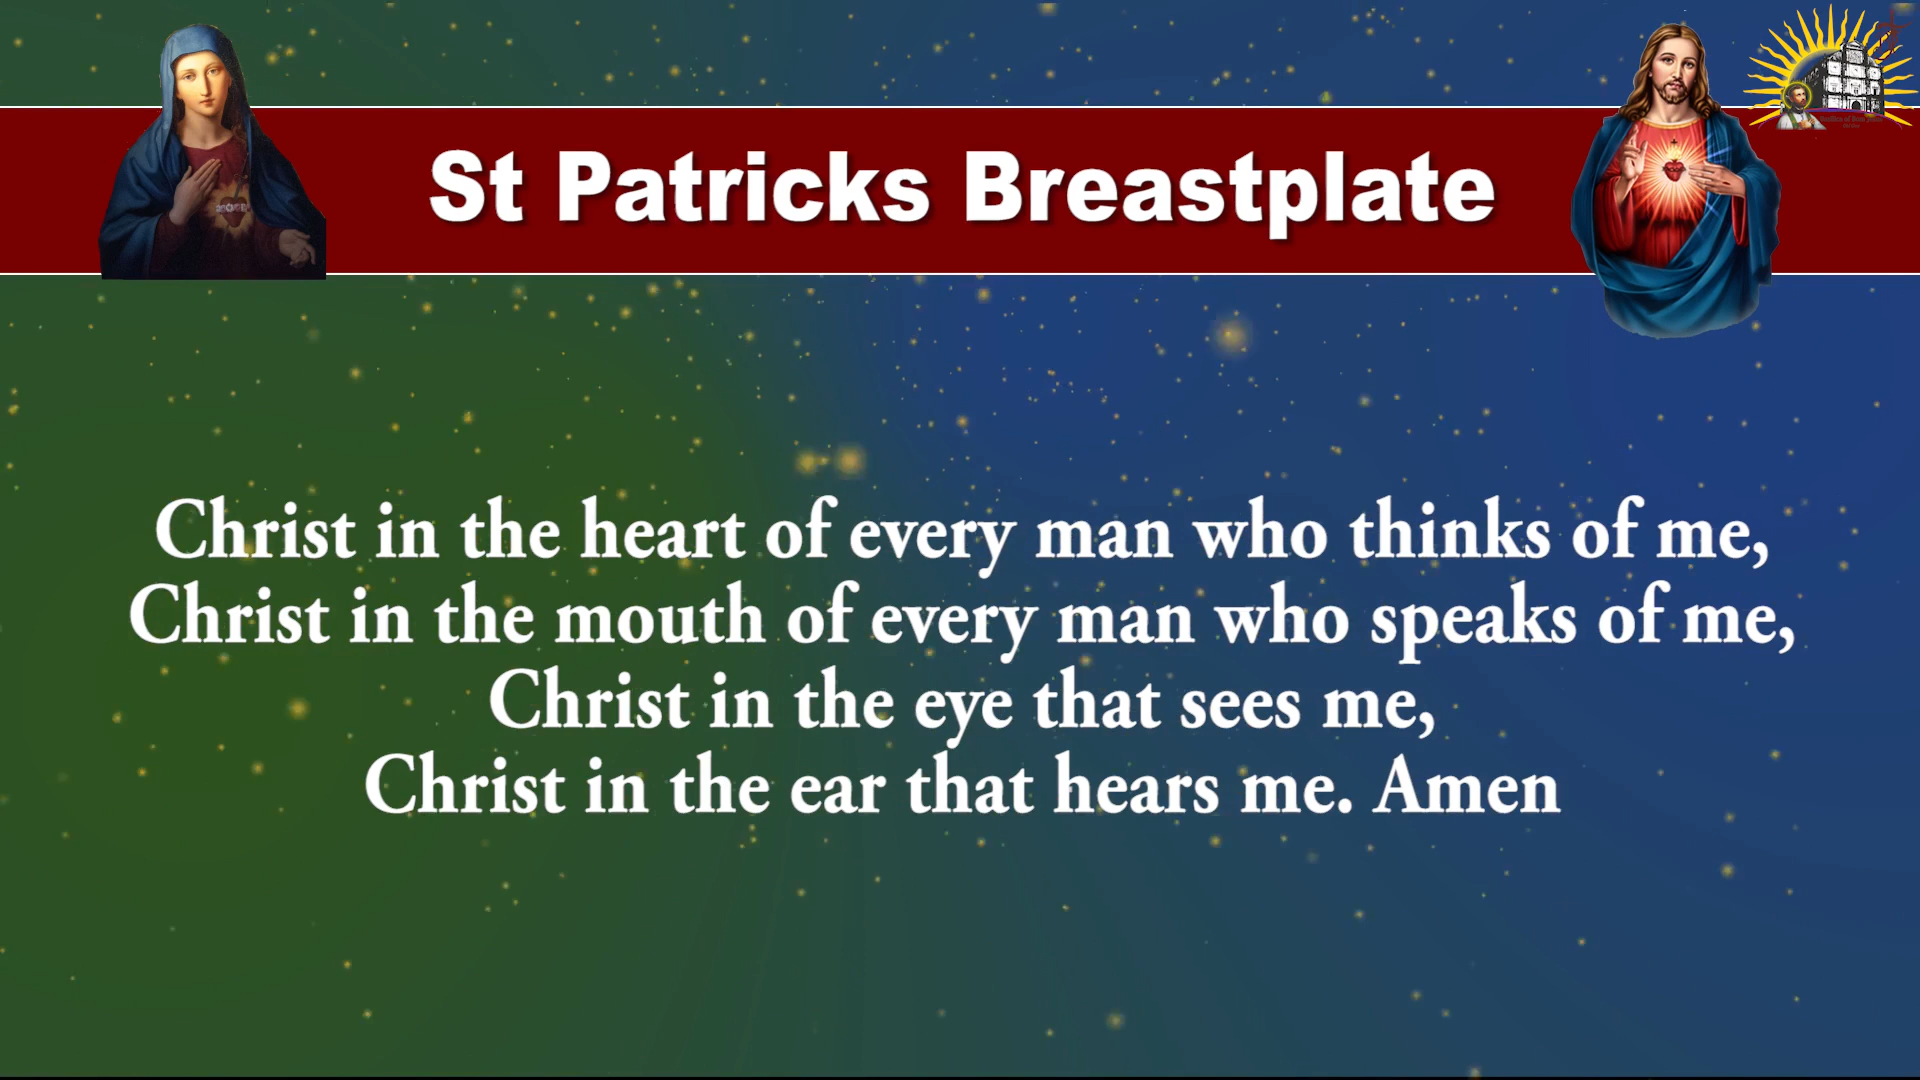 St Patricks Breastplate
Christ in the heart of every man who thinks of me,
Christ in the mouth of every man who speaks of me,
Christ in the eye that sees me,
Christ in the ear that hears me. Amen